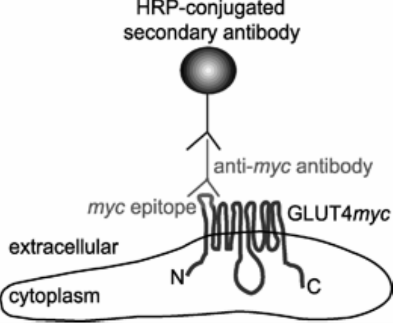 HRP-conjugated
secondary antibody
anti-myc antibody
myc epitope
GLUT4myc
extracellular
N
C
cytoplasm